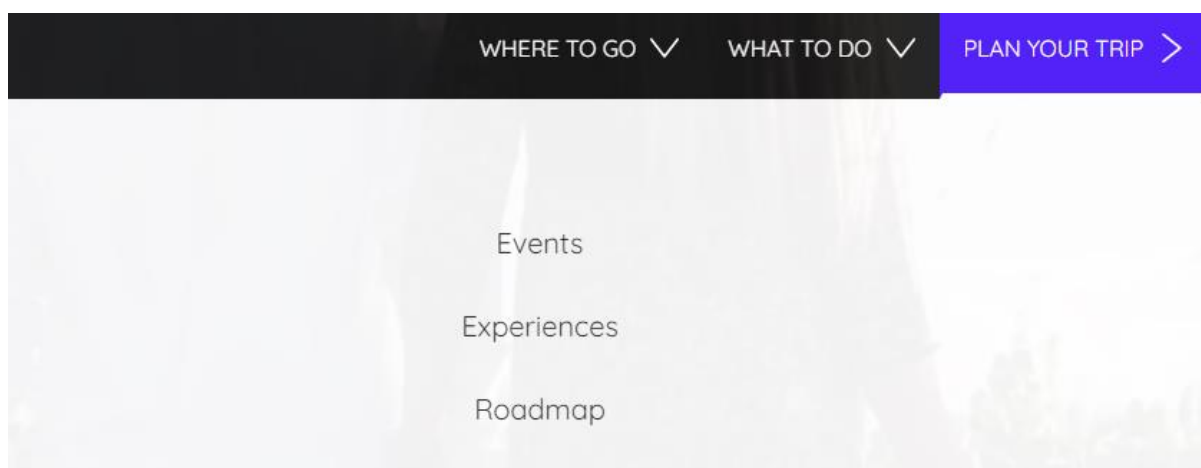 WHERE TO GO WHAT TO DO PLAN YOUR TRIP
Events
Experiences
Roadmap